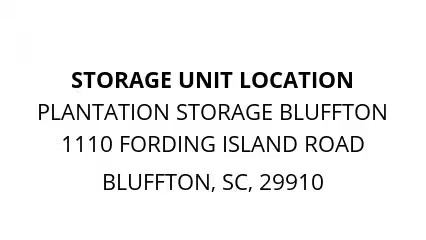 STORAGE UNIT LOCATION
PLANTATION STORAGE BLUFFTON
1110 FORDING ISLAND ROAD
BLUFFTON, SC, 29910